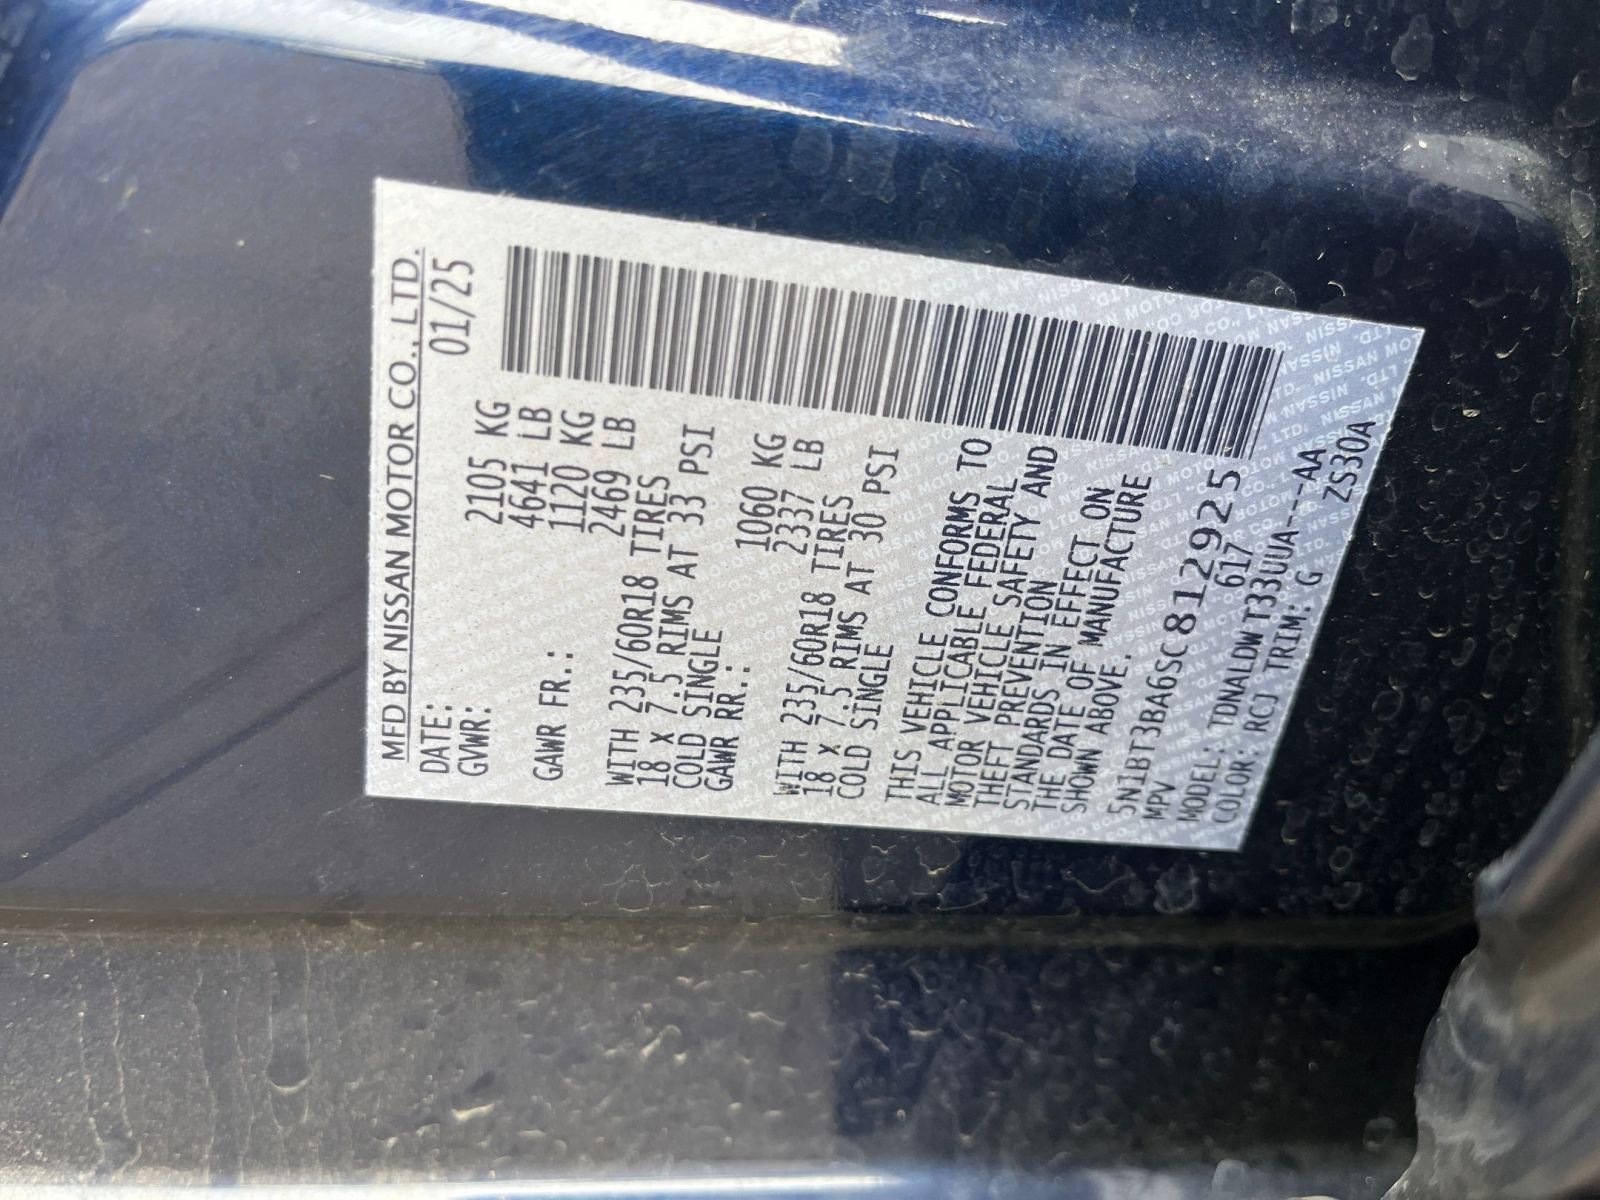 MFD BY NISSAN MOTOR CO., LTD.
DATE: 01/25
GVWR: 2105 KG
4641 LB
GAWR FR.: 1120 KG
2469 LB
WITH 235/60R18 TIRES
18 x 7.5 RIMS AT 33 PSI
COLD SINGLE
GAWR RR.: 1060 KG
2337 LB
WITH 235/60R18 TIRES
18 x 7.5 RIMS AT 30 PSI
COLD SINGLE
THIS VEHICLE CONFORMS TO
ALL APPLICABLE FEDERAL
MOTOR VEHICLE SAFETY AND
THEFT PREVENTION
STANDARDS IN EFFECT ON
THE DATE OF MANUFACTURE
SHOWN ABOVE.
5N1BT3BA6SC812925
MPV 617
MODEL: TDNALDW T33UUA---AA
COLOR: RCJ TRIM: G ZS30A